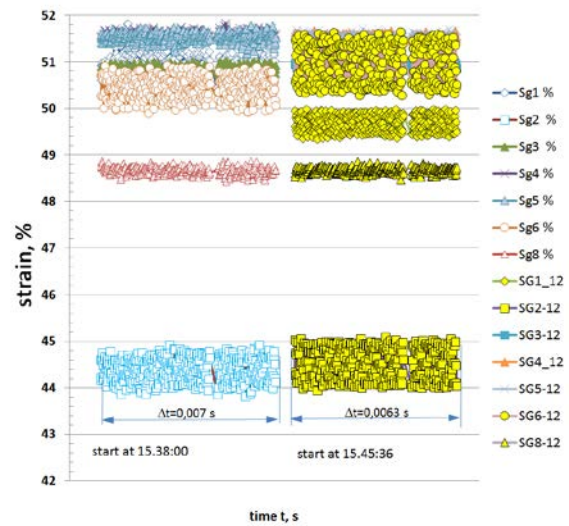 52
51
50
49
48
47
46
45
44
43
42
strain, %
Δt=0,007 s
Δt=0,0063 s
start at 15.38:00
start at 15.45:36
time t, s
Sg1 %
Sg2 %
Sg3 %
Sg4 %
Sg5 %
Sg6 %
Sg8 %
SG1_12
SG2-12
SG3-12
SG4_12
SG5-12
SG6-12
SG8-12